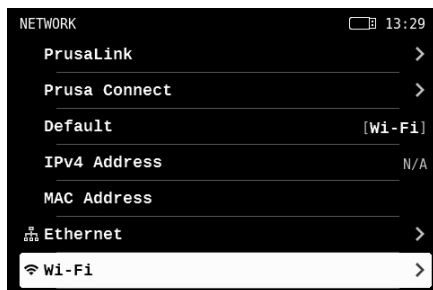 NETWORK 13:29
PrusaLink
Prusa Connect
Default [Wi-Fi]
IPv4 Address N/A
MAC Address
Ethernet
Wi-Fi